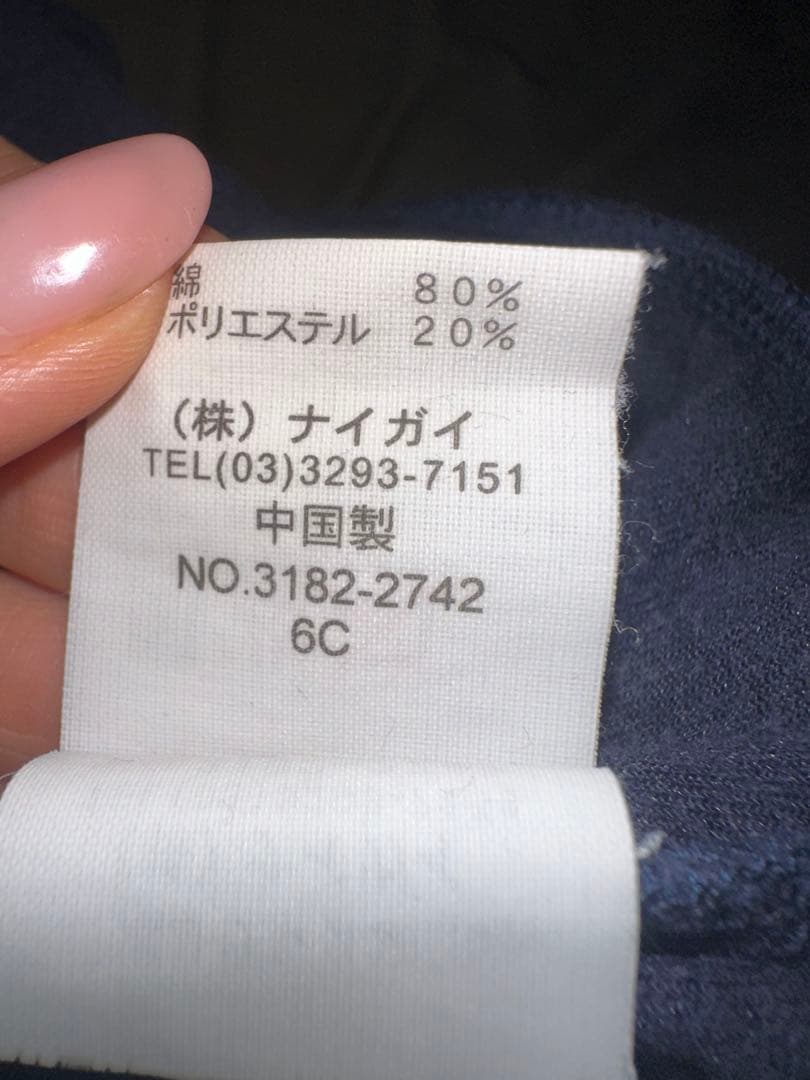 綿 80%
ポリエステル 20%
(株) ナイガイ
TEL(03)3293-7151
中国製
NO.3182-2742
6C